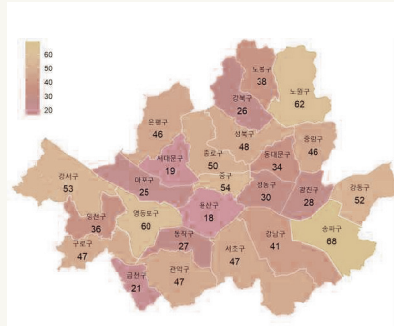 60
50
40
30
20
도봉구
38
노원구
62
강북구
26
은평구
46
성북구
48
중랑구
46
종로구
50
서대문구
19
동대문구
34
강서구
53
마포구
25
중구
54
성동구
30
광진구
28
강동구
52
용산구
18
영등포구
60
양천구
36
동작구
27
강남구
41
송파구
68
구로구
47
서초구
47
금천구
21
관악구
47